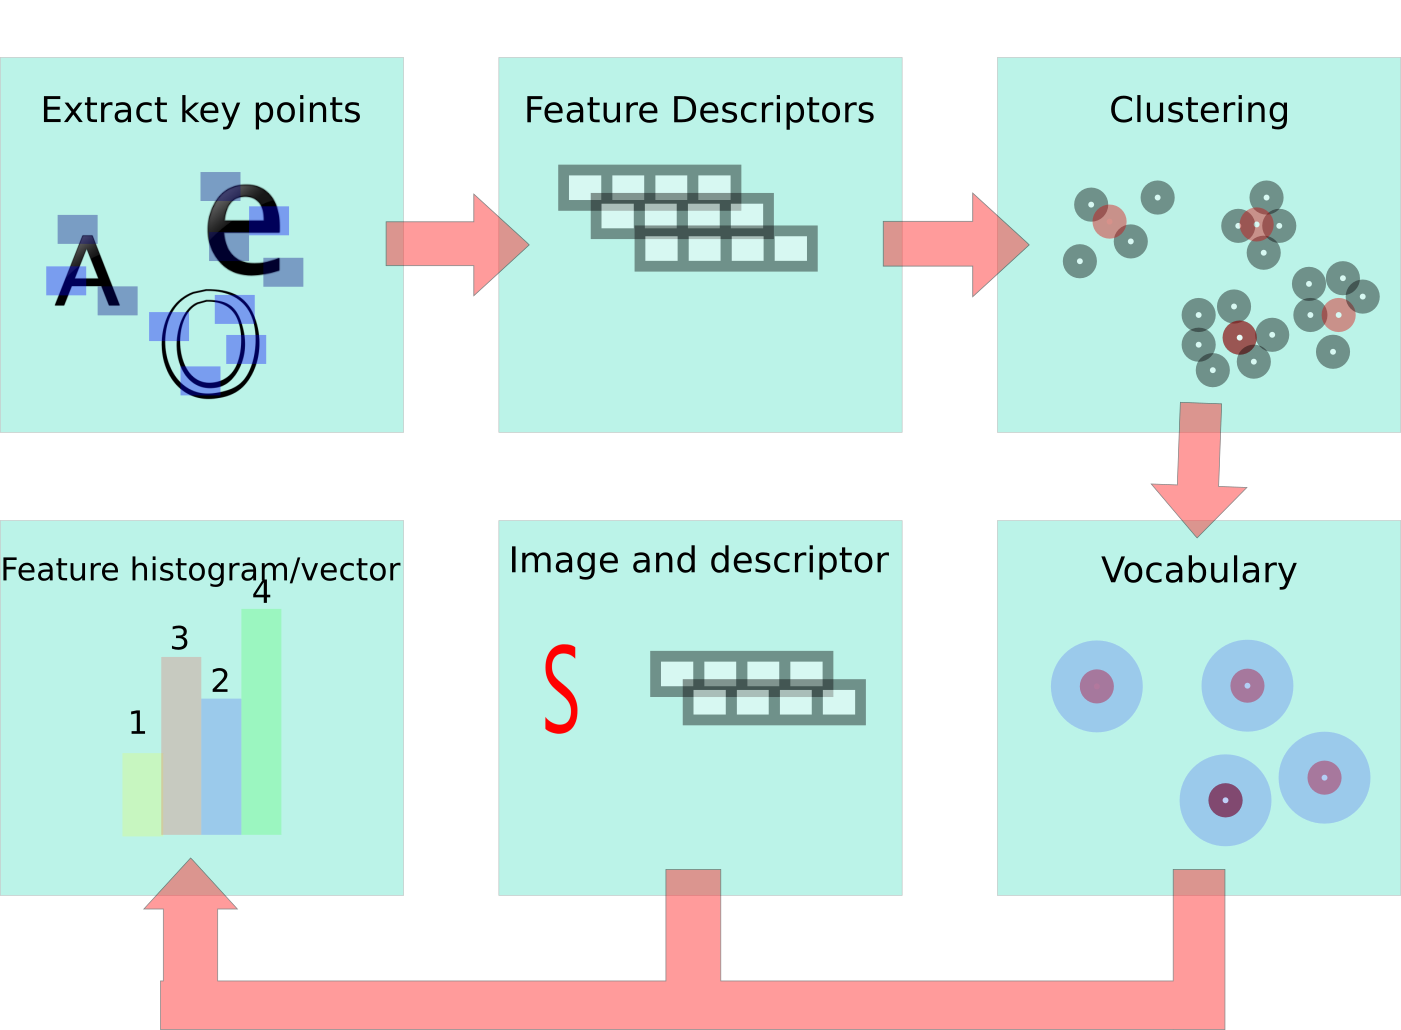 Extract key points
Feature Descriptors
Clustering
A
e
O
Feature histogram/vector
Image and descriptor
Vocabulary
4
3
2
1
S